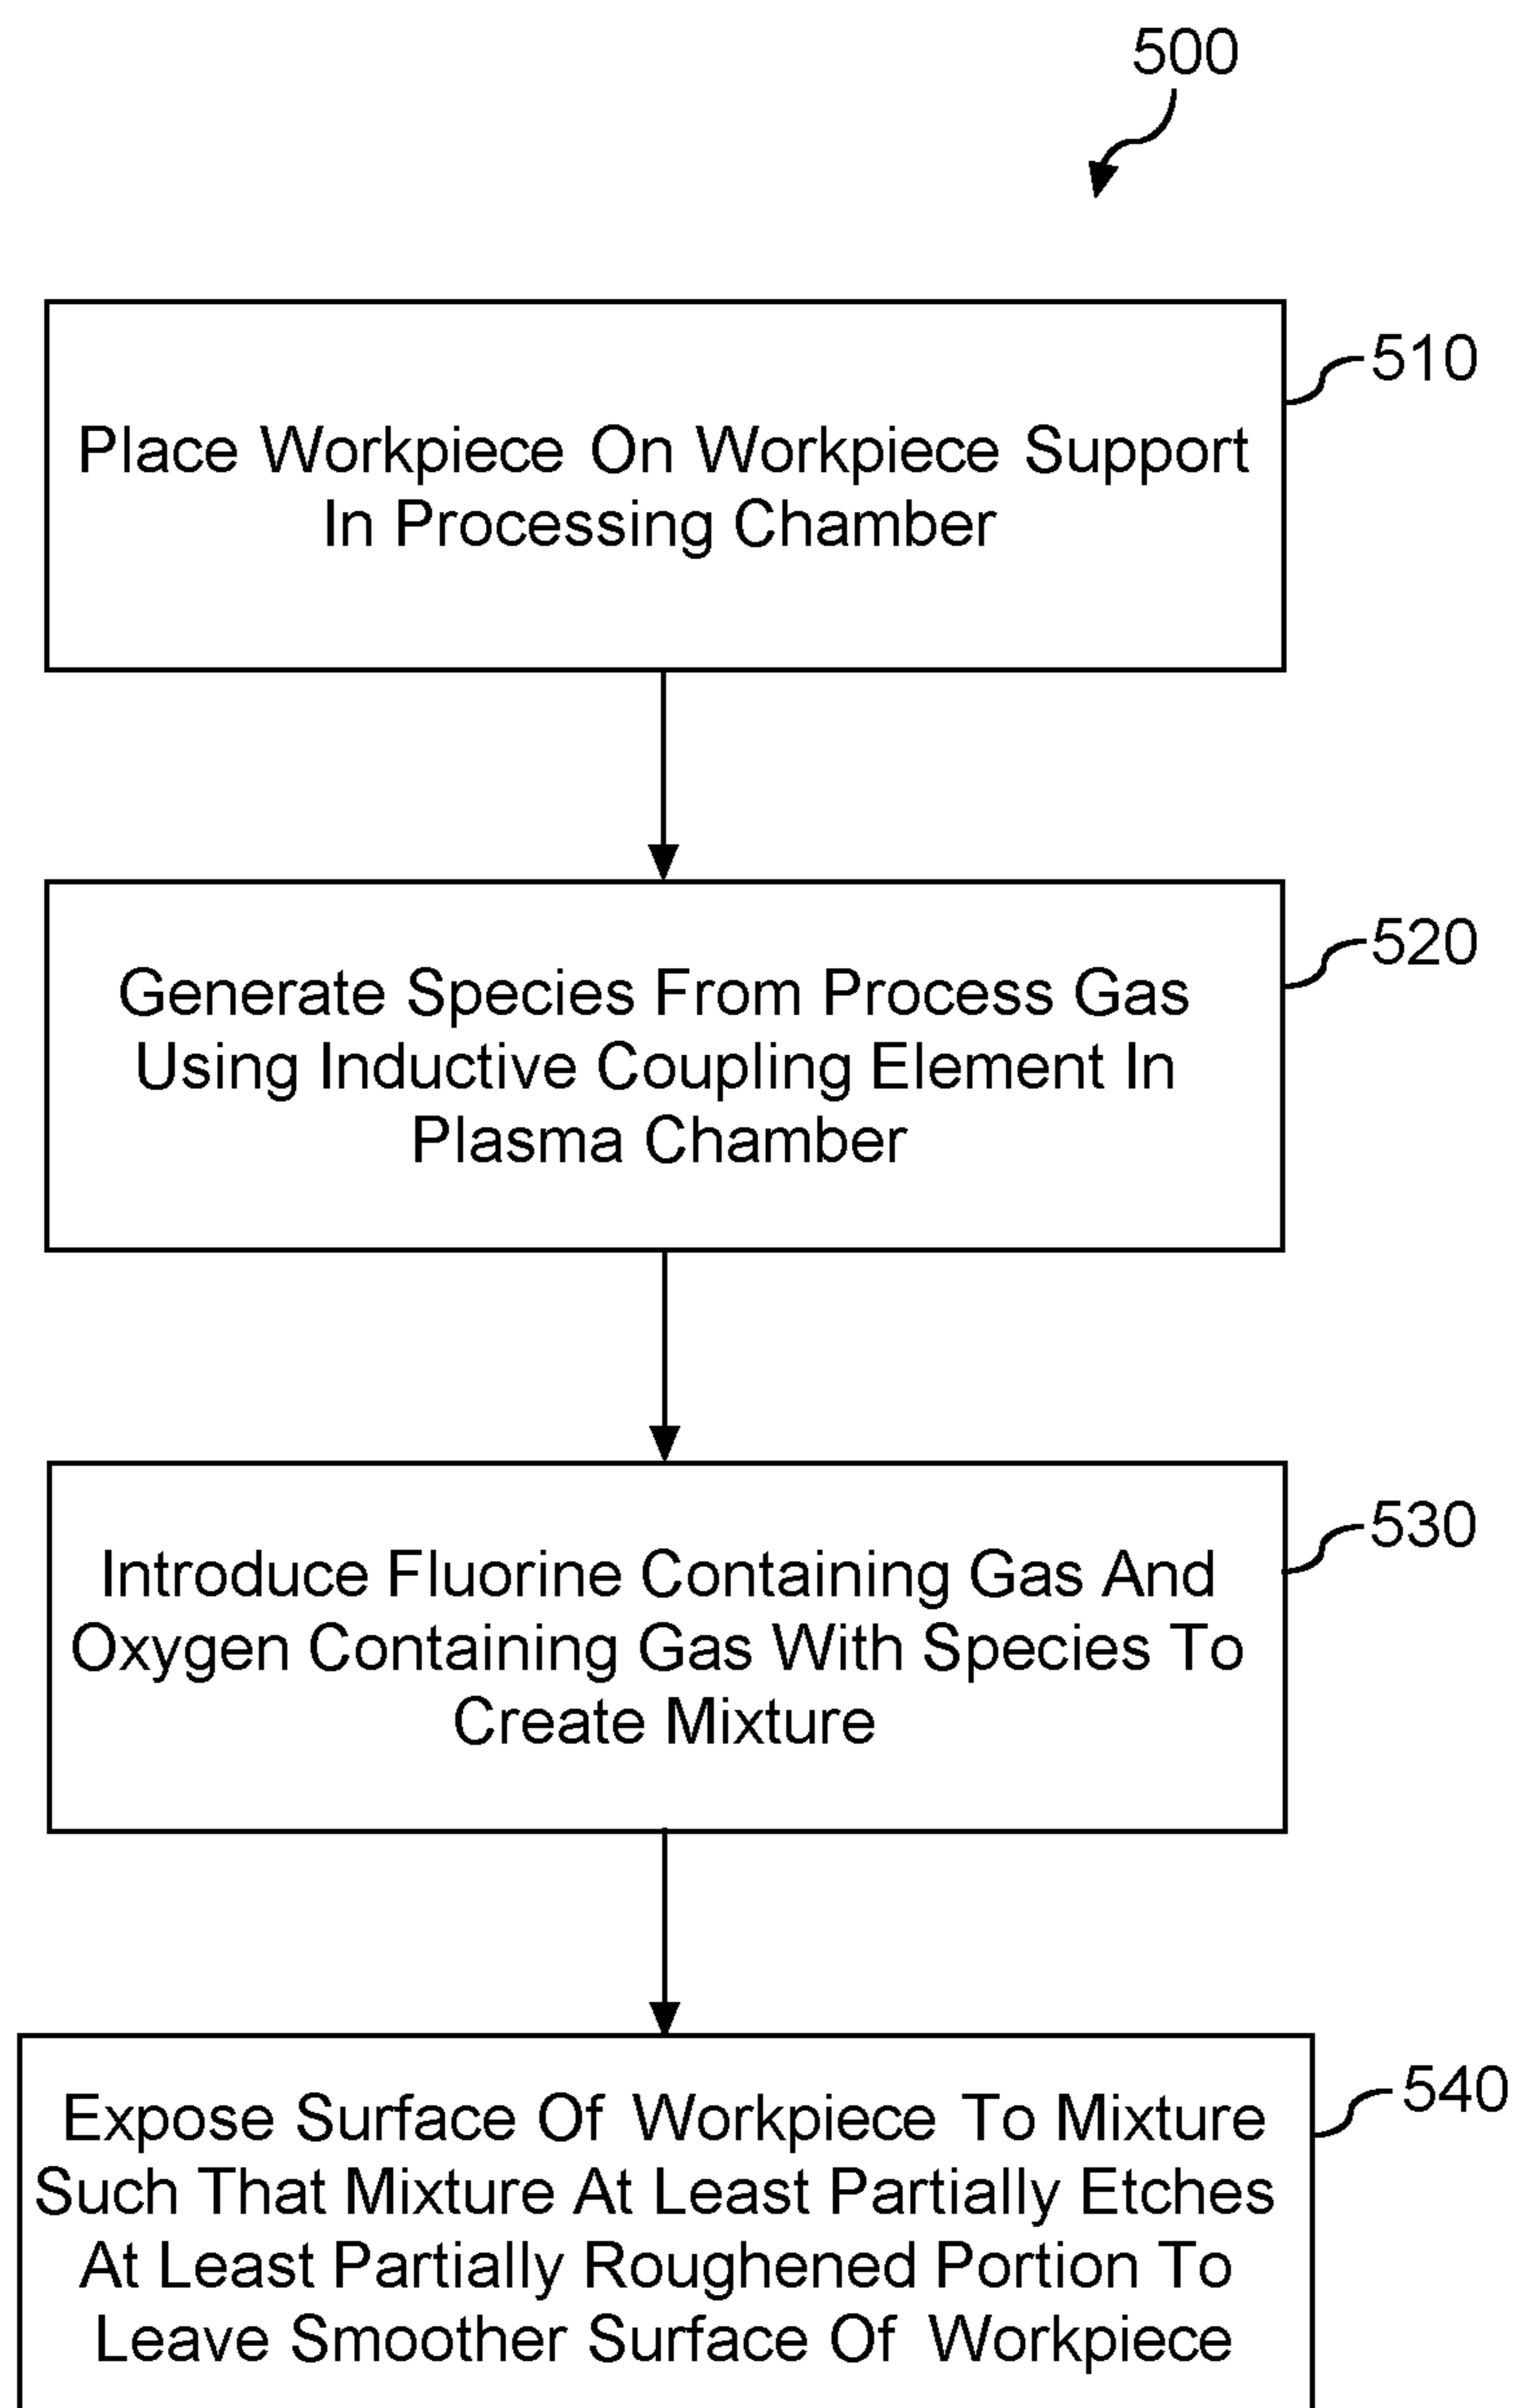 500
510
Place Workpiece On Workpiece Support
In Processing Chamber
520
Generate Species From Process Gas
Using Inductive Coupling Element In
Plasma Chamber
530
Introduce Fluorine Containing Gas And
Oxygen Containing Gas With Species To
Create Mixture
540
Expose Surface Of Workpiece To Mixture
Such That Mixture At Least Partially Etches
At Least Partially Roughened Portion To
Leave Smoother Surface Of Workpiece